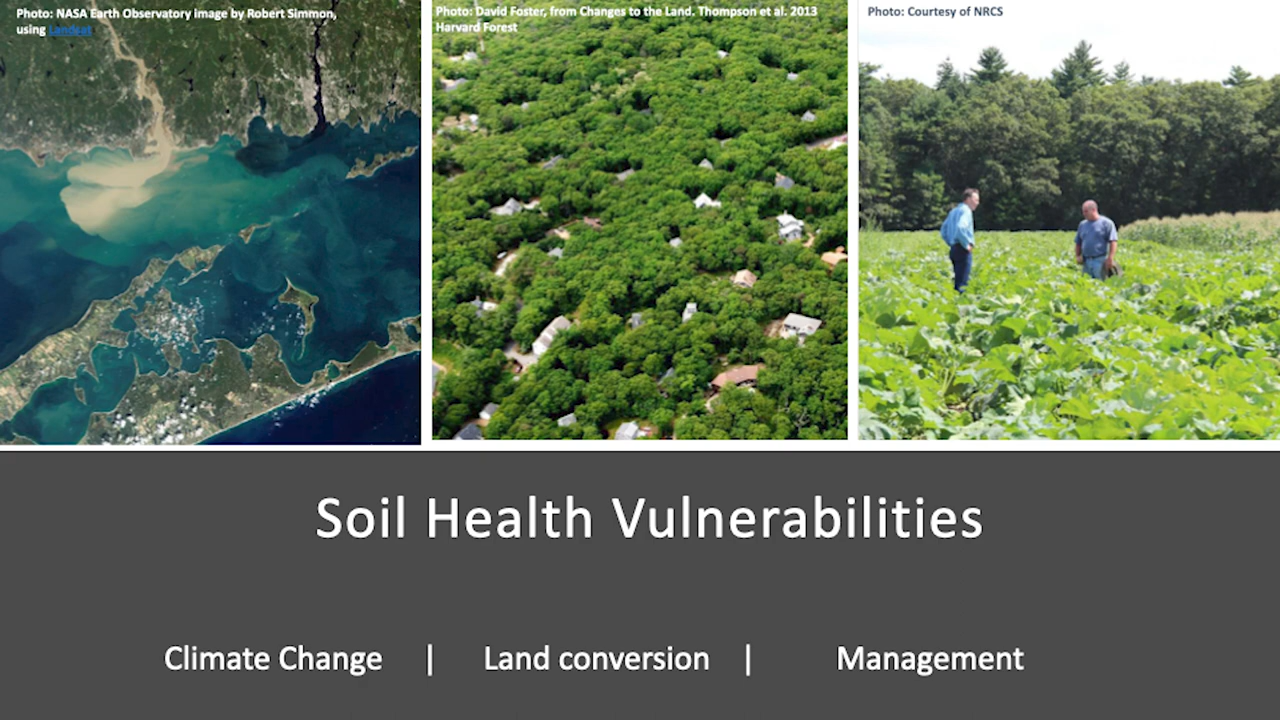 Photo: NASA Earth Observatory image by Robert Simmon,
using Landsat
Photo: David Foster, from Changes to the Land. Thompson et al. 2013
Harvard Forest
Photo: Courtesy of NRCS
Soil Health Vulnerabilities
Climate Change | Land conversion | Management